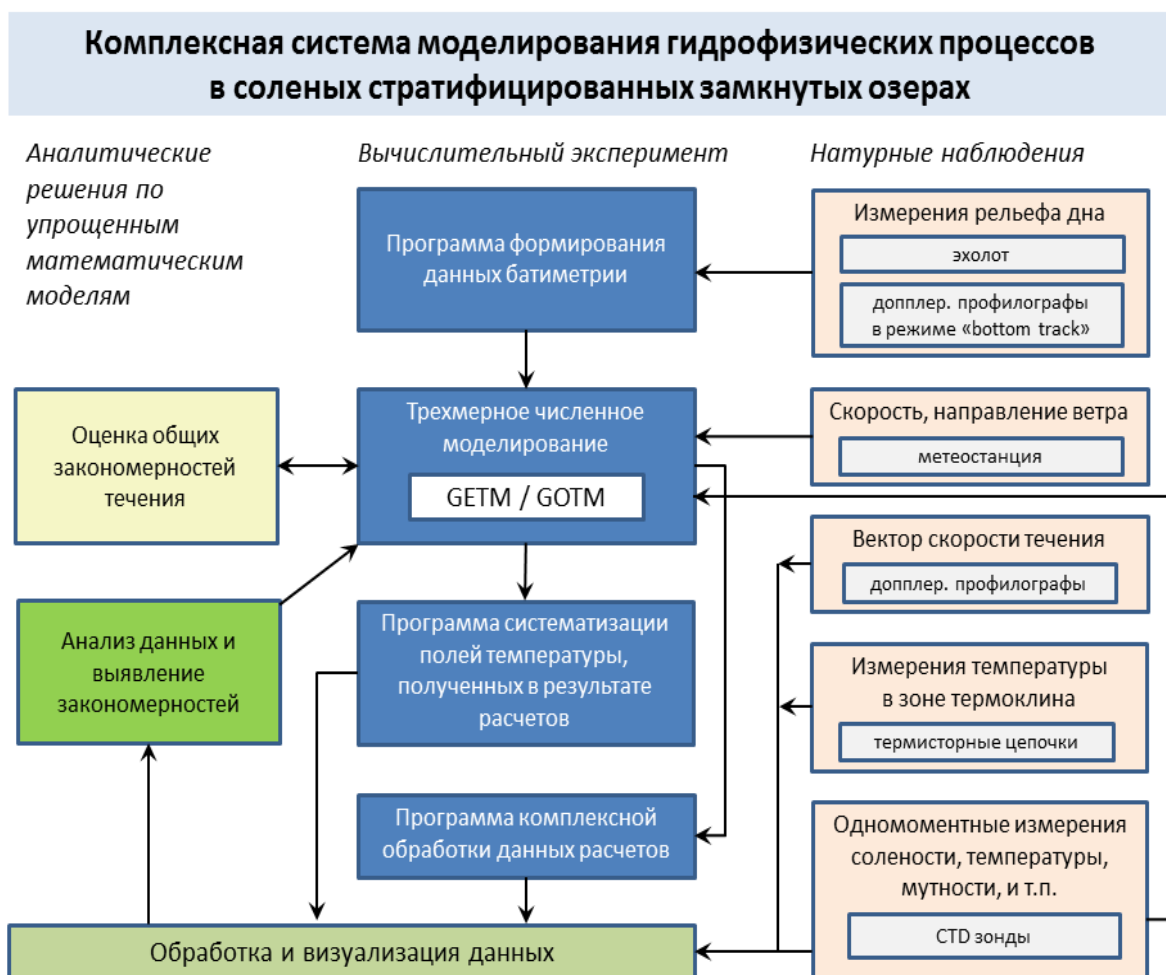 Комплексная система моделирования гидрофизических процессов
в соленых стратифицированных замкнутых озерах
Аналитические
решения по
упрощенным
математическим
моделям
Вычислительный эксперимент
Натурные наблюдения
Программа формирования
данных батиметрии
Измерения рельефа дна
эхолот
допплер. профилографы
в режиме «bottom track»
Оценка общих
закономерностей
течения
Трехмерное численное
моделирование
GETM / GOTM
Скорость, направление ветра
метеостанция
Вектор скорости течения
допплер. профилографы
Анализ данных и
выявление
закономерностей
Программа систематизации
полей температуры,
полученных в результате
расчетов
Измерения температуры
в зоне термоклина
термисторные цепочки
Программа комплексной
обработки данных расчетов
Одномоментные измерения
солености, температуры,
мутности, и т.п.
CTD зонды
Обработка и визуализация данных